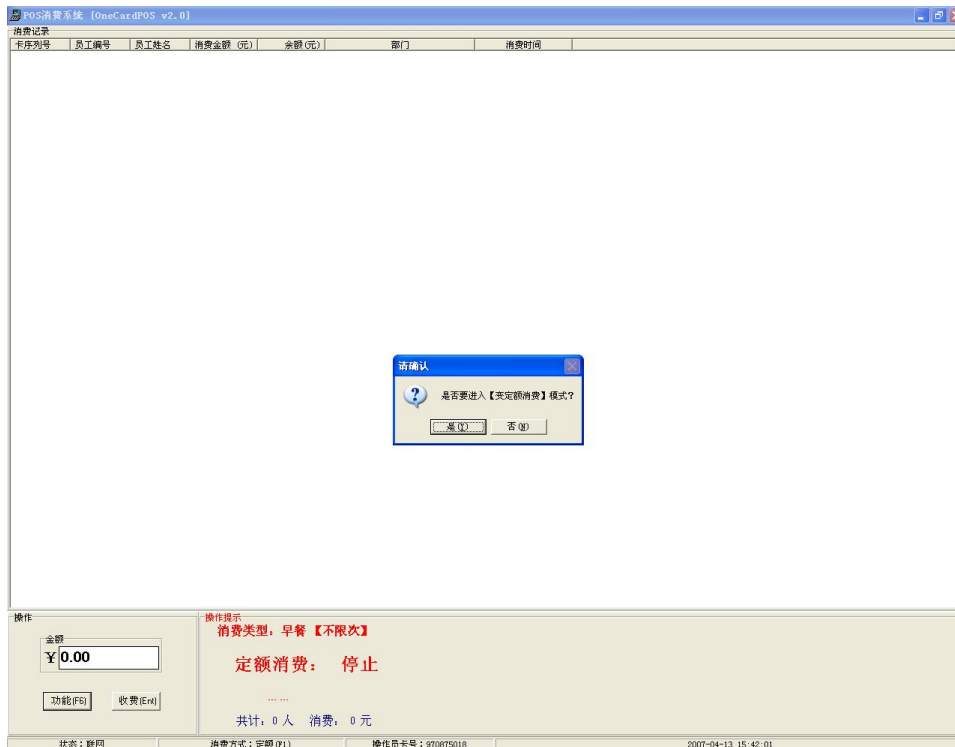 POS消费系统 [OneCardPOS v2.0]
消费记录
卡序列号 员工编号 员工姓名 消费金额 (元) 余额(元) 部门 消费时间
请确认
是否要进入【变定额消费】模式?
是(Y) 否(N)
操作
金额
￥ 0.00
功能(F6) 收费(Ent)
操作提示
消费类型：早餐【不限次】
定额消费： 停止
... ...
共计：0 人 消费：0 元
状态：联网 消费方式：定额(F1) 操作员卡号：970875018 2007-04-13 15:42:01